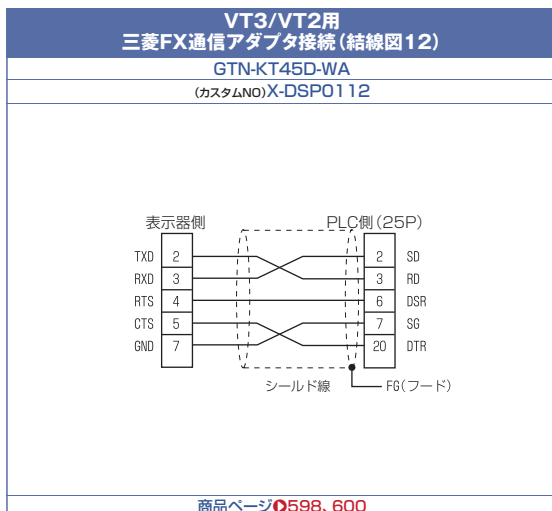 VT3/VT2用
三菱FX通信アダプタ接続(結線図12)
GTN-KT45D-WA
(カスタムNO)X-DSP0112
表示器側 PLC側(25P)
TXD 2 2 SD
RXD 3 3 RD
RTS 4 6 DSR
CTS 5 7 SG
GND 7 20 DTR
シールド線 FG(フード)
商品ページ598、600